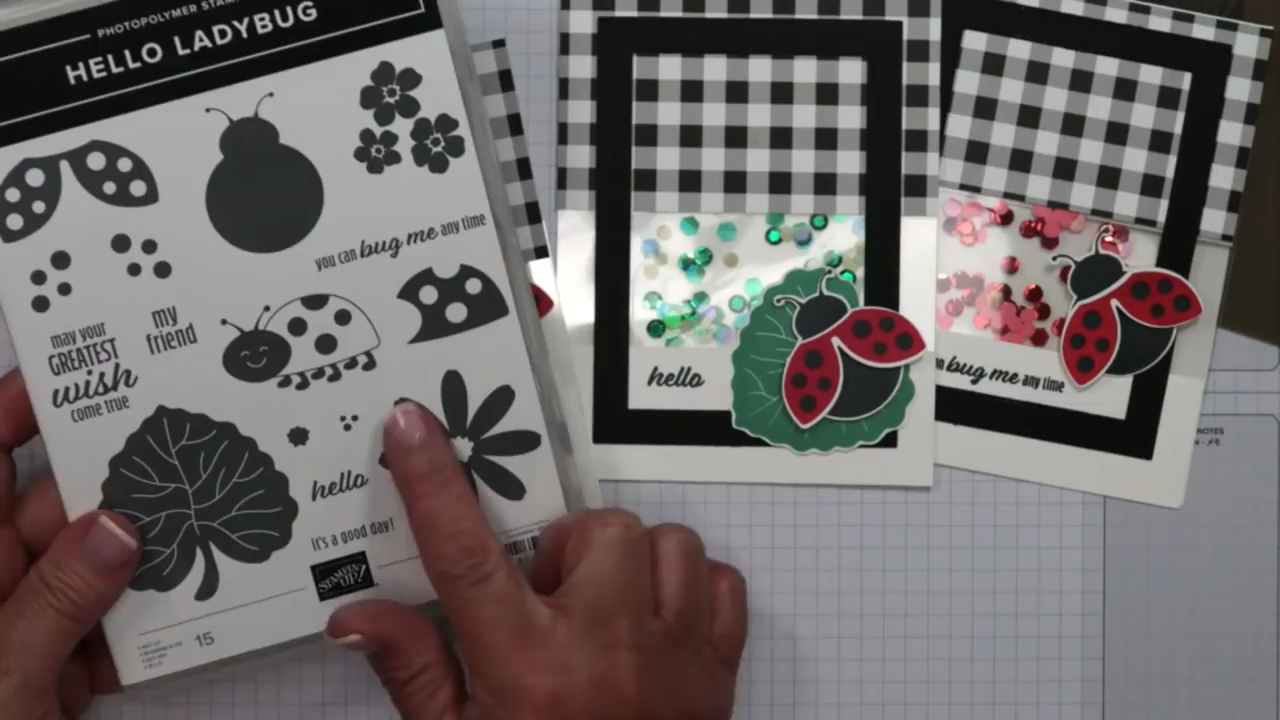 PHOTOPOLYMER
HELLO LADYBUG
you can bug me any time
my
friend
may your
GREATEST
wish
come true
hello
it's a good day!
STAMPIN' UP!
15
hello
bug me any time
NOTES